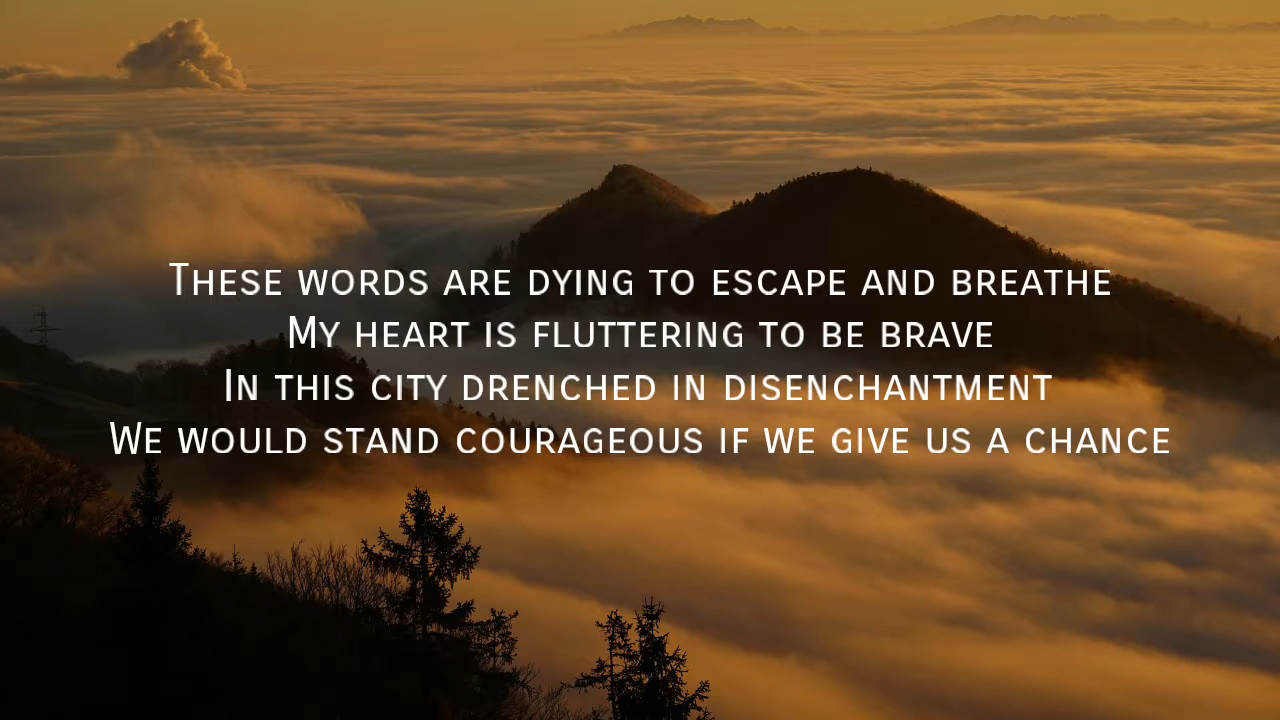 These words are dying to escape and breathe
My heart is fluttering to be brave
In this city drenched in disenchantment
We would stand courageous if we give us a chance